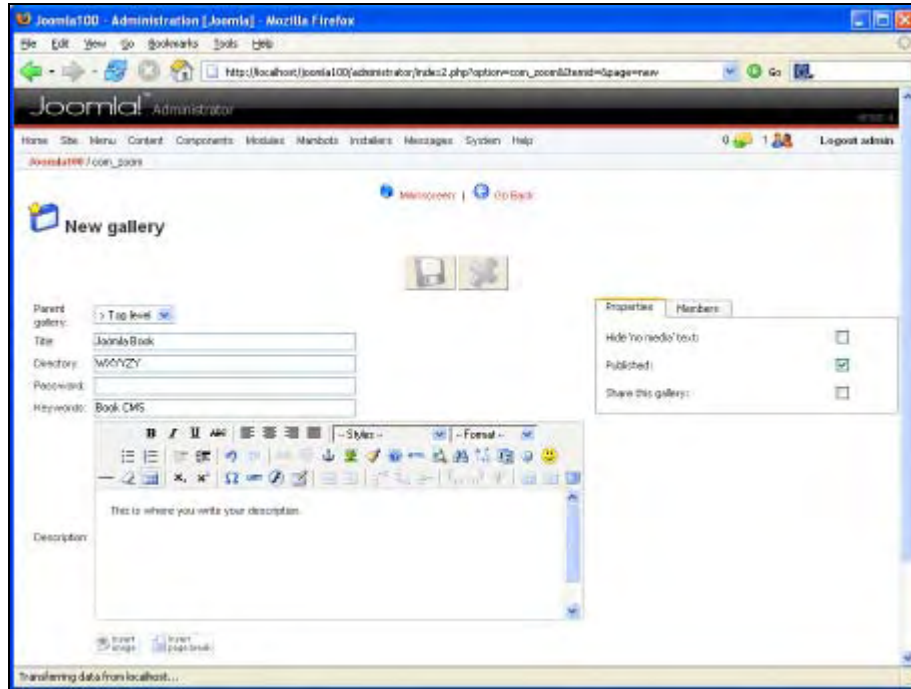 Joomla100 - Administration [Joomla] - Mozilla Firefox
File Edit View Go Bookmarks Tools Help
http://localhost/joomla100/administrator/index2.php?option=com_zoom&Itemid=&page=new Go
Joomla!™ Administrator
Home Site Menu Content Components Modules Mambots Installers Messages System Help 0 1 Logout admin
Joomla100 / com_zoom
Mainscreen | Go Back
New gallery
Parent gallery: > Top level
Title Joomla Book
Directory: WXYYZY
Password:
Keywords: Book CMS
Properties Members
Hide 'no media' text:
Published:
Share this gallery:
B I U ABC -- Styles -- -- Format --
Description:
This is where you write your description
Insert image Insert page break
Transferring data from localhost...